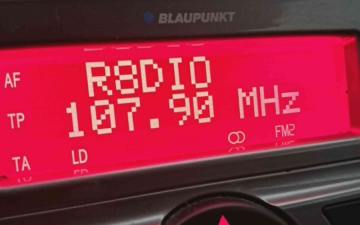 BLAUPUNKT
AF
R8DIO
TP
107.90 MHz
TA
LD
FM2